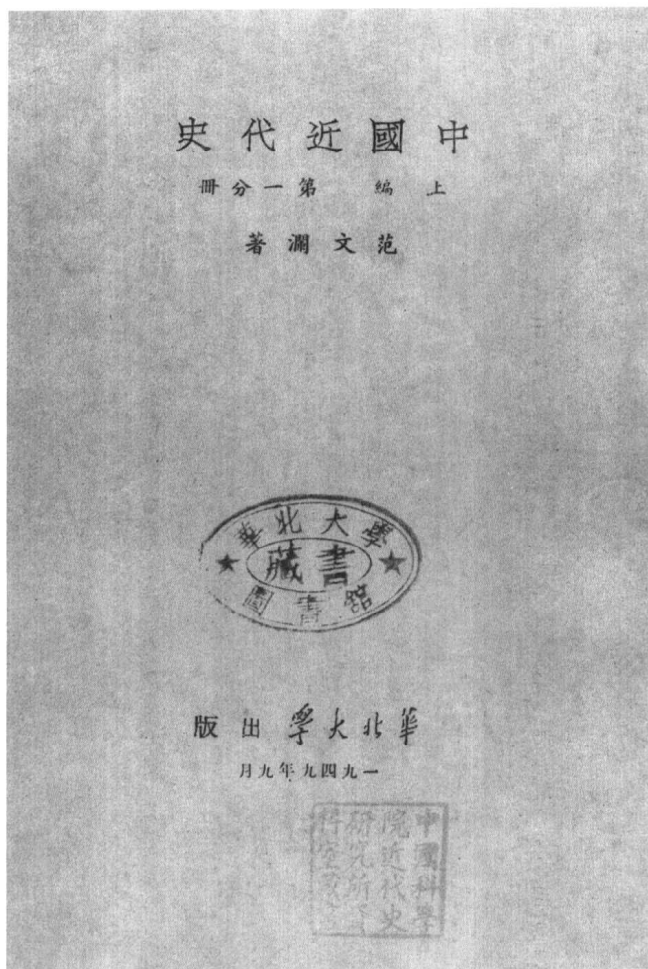 中國近代史
上編 第一分冊
范文瀾著
華北大學
藏書
圖書館
華北大學出版
一九四九年九月
中國科學
院近代史
研究所